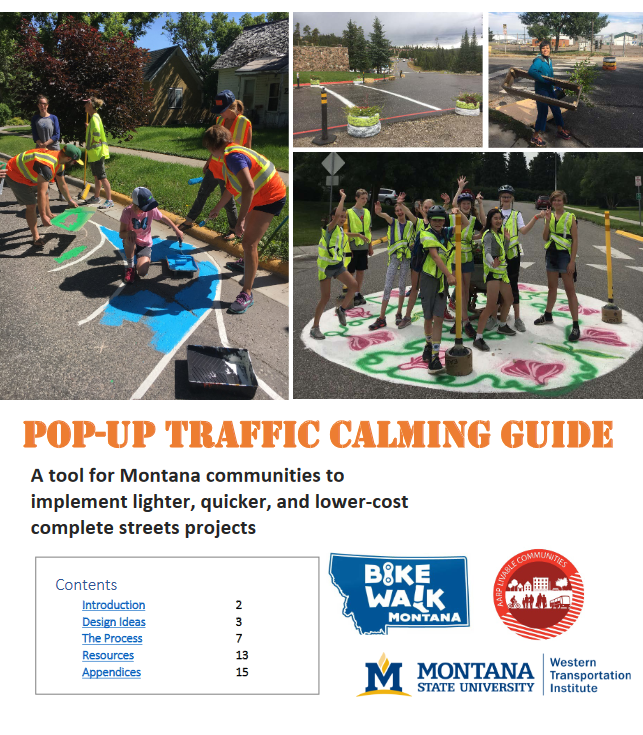 POP-UP TRAFFIC CALMING GUIDE
A tool for Montana communities to
implement lighter, quicker, and lower-cost
complete streets projects
Contents
Introduction 2
Design Ideas 3
The Process 7
Resources 13
Appendices 15
BIKE
WALK
MONTANA
AARP LIVABLE COMMUNITIES
M
MONTANA
STATE UNIVERSITY
Western
Transportation
Institute